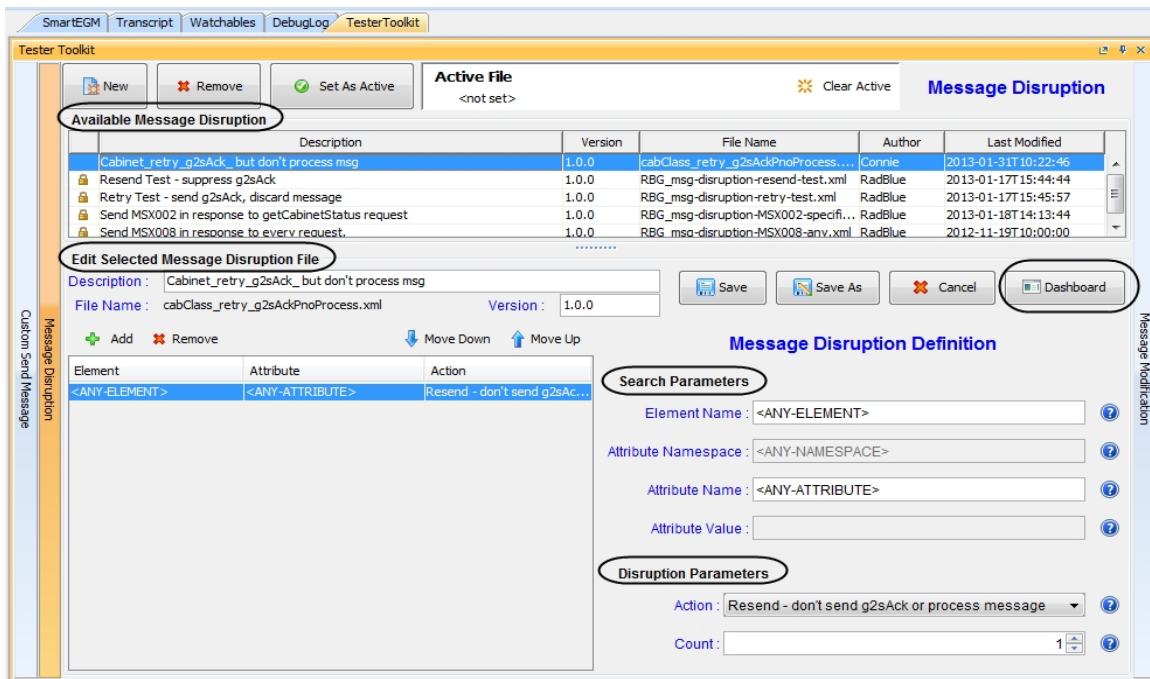 SmartEGM Transcript Watchables DebugLog TesterToolkit
Tester Toolkit
New Remove Set As Active Active File <not set> Clear Active Message Disruption
Available Message Disruption
Description Version File Name Author Last Modified
Cabinet_retry_g2sAck_ but don't process msg 1.0.0 cabClass_retry_g2sAckPnoProcess.... Connie 2013-01-31T10:22:46
Resend Test - suppress g2sAck 1.0.0 RBG_msg-disruption-resend-test.xml RadBlue 2013-01-17T15:44:44
Retry Test - send g2sAck, discard message 1.0.0 RBG_msg-disruption-retry-test.xml RadBlue 2013-01-17T15:45:57
Send MSX002 in response to getCabinetStatus request 1.0.0 RBG_msg-disruption-MSX002-specifi... RadBlue 2013-01-18T14:13:44
Send MSX008 in response to every request. 1.0.0 RBG_msg-disruption-MSX008-any.xml RadBlue 2012-11-19T10:00:00
Edit Selected Message Disruption File
Description : Cabinet_retry_g2sAck_ but don't process msg
Save Save As Cancel Dashboard
File Name : cabClass_retry_g2sAckPnoProcess.xml Version : 1.0.0
Add Remove Move Down Move Up
Message Disruption Definition
Element Attribute Action
<ANY-ELEMENT> <ANY-ATTRIBUTE> Resend - don't send g2sAc...
Search Parameters
Element Name : <ANY-ELEMENT>
Attribute Namespace : <ANY-NAMESPACE>
Attribute Name : <ANY-ATTRIBUTE>
Attribute Value :
Disruption Parameters
Action : Resend - don't send g2sAck or process message
Count : 1
Custom Send Message
Message Disruption
Message Modification